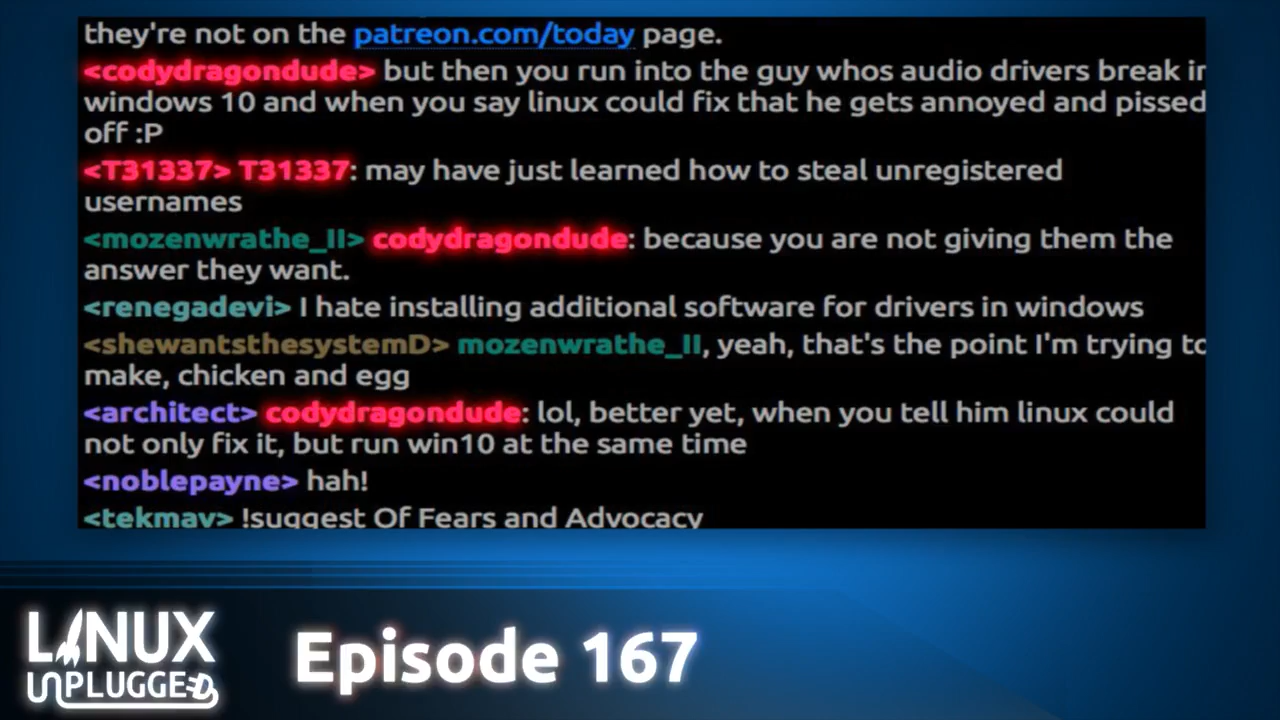 they're not on the patreon.com/today page.
<codydragondude> but then you run into the guy whos audio drivers break in
windows 10 and when you say linux could fix that he gets annoyed and pissed
off :P
<T31337> T31337: may have just learned how to steal unregistered
usernames
<mozenwrathe_II> codydragondude: because you are not giving them the
answer they want.
<renegadevi> I hate installing additional software for drivers in windows
<shewantsthesystemD> mozenwrathe_II, yeah, that's the point I'm trying to
make, chicken and egg
<architect> codydragondude: lol, better yet, when you tell him linux could
not only fix it, but run win10 at the same time
<noblepayne> hah!
<tekmav> !suggest Of Fears and Advocacy
LINUX
UNPLUGGED
Episode 167